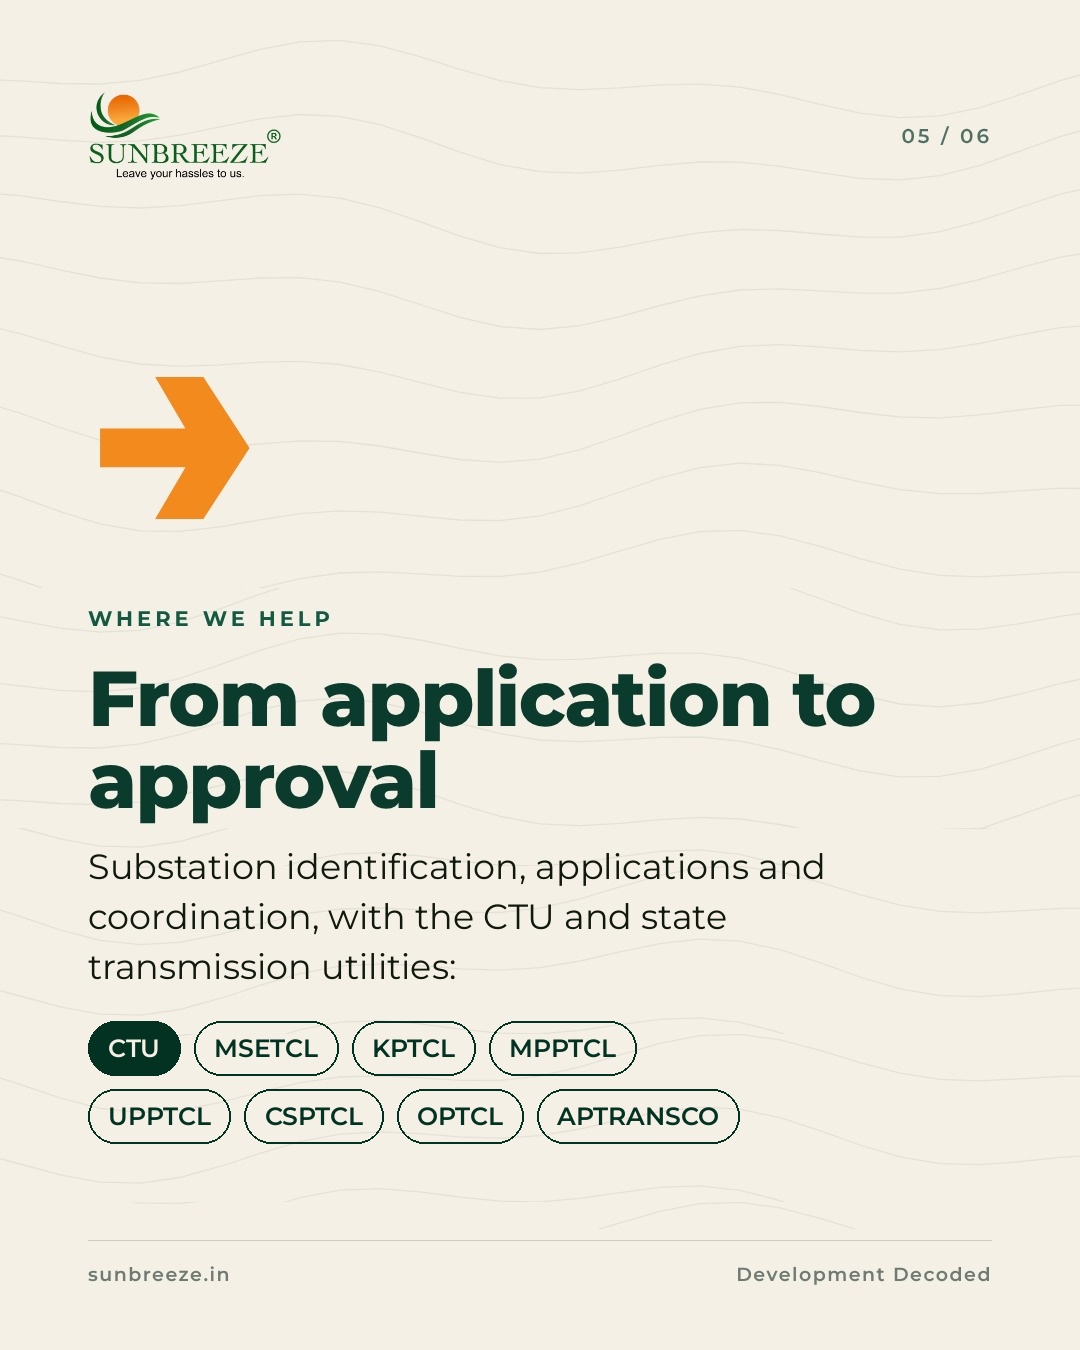 SUNBREEZE®
Leave your hassles to us.
05 / 06
WHERE WE HELP
From application to
approval
Substation identification, applications and
coordination, with the CTU and state
transmission utilities:
CTU MSETCL KPTCL MPPTCL
UPPTCL CSPTCL OPTCL APTRANSCO
sunbreeze.in Development Decoded